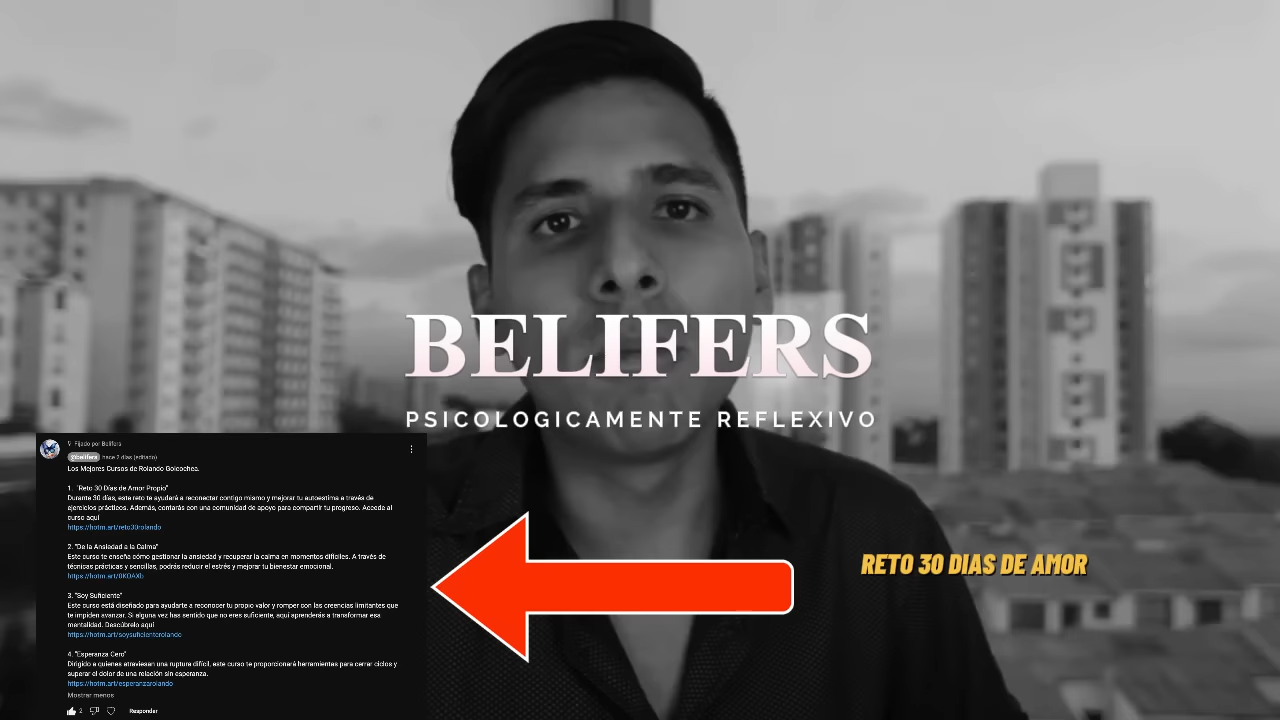 BELIFERS
PSICOLOGICAMENTE REFLEXIVO
Fijado por Belifers
@belifers hace 2 días (editado)
Los Mejores Cursos de Rolando Goicochea.
1. "Reto 30 Días de Amor Propio"
Durante 30 días, este reto te ayudará a reconectar contigo mismo y mejorar tu autoestima a través de
ejercicios prácticos. Además, contarás con una comunidad de apoyo para compartir tu progreso. Accede al
curso aquí
https://hotm.art/reto30rolando
2. "De la Ansiedad a la Calma"
Este curso te enseña cómo gestionar la ansiedad y recuperar la calma en momentos difíciles. A través de
técnicas prácticas y sencillas, podrás reducir el estrés y mejorar tu bienestar emocional.
https://hotm.art/0KOAXb
3. "Soy Suficiente"
Este curso está diseñado para ayudarte a reconocer tu propio valor y romper con las creencias limitantes que
te impiden avanzar. Si alguna vez has sentido que no eres suficiente, aquí aprenderás a transformar esa
mentalidad. Descúbrelo aquí
https://hotm.art/soysuficienterolando
4. "Esperanza Cero"
Dirigido a quienes atraviesan una ruptura difícil, este curso te proporcionará herramientas para cerrar ciclos y
superar el dolor de una relación sin esperanza.
https://hotm.art/esperanzarolando
Mostrar menos
2 Responder
RETO 30 DIAS DE AMOR